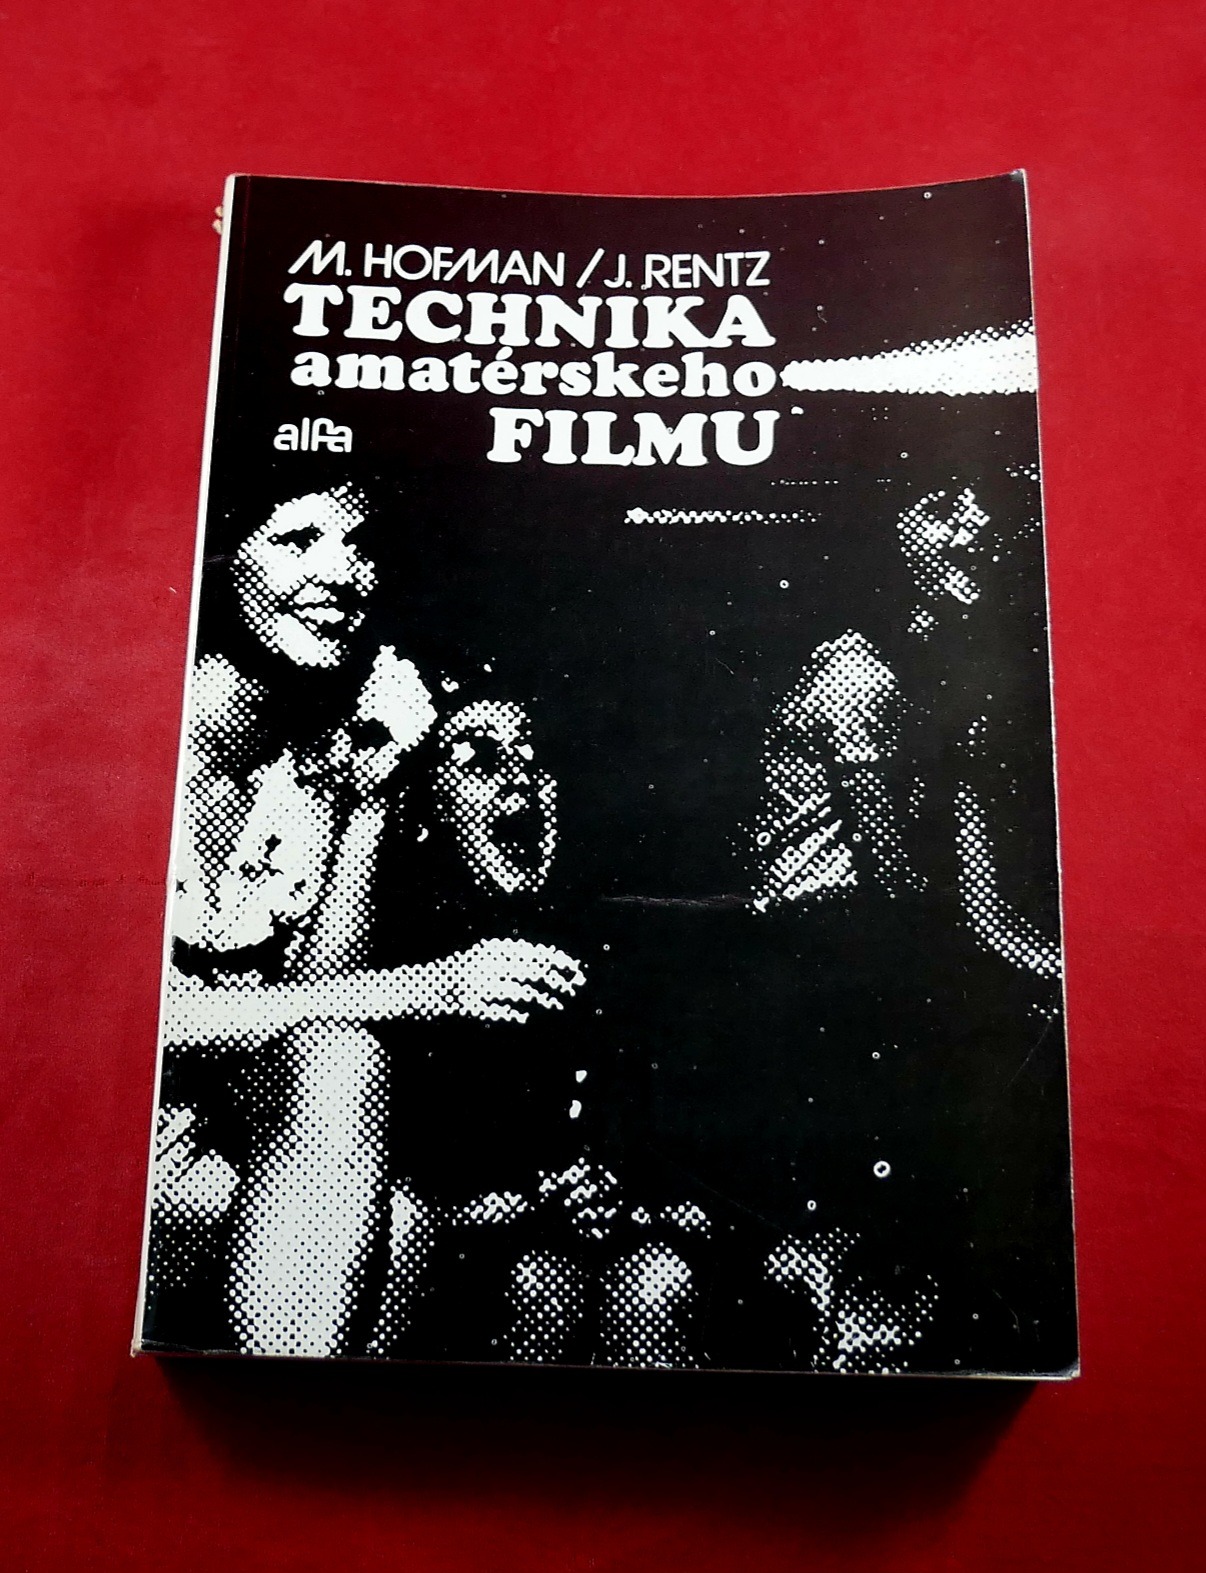 M. HOFMAN / J. RENTZ
TECHNIKA
amatérskeho
FILMU
alfa